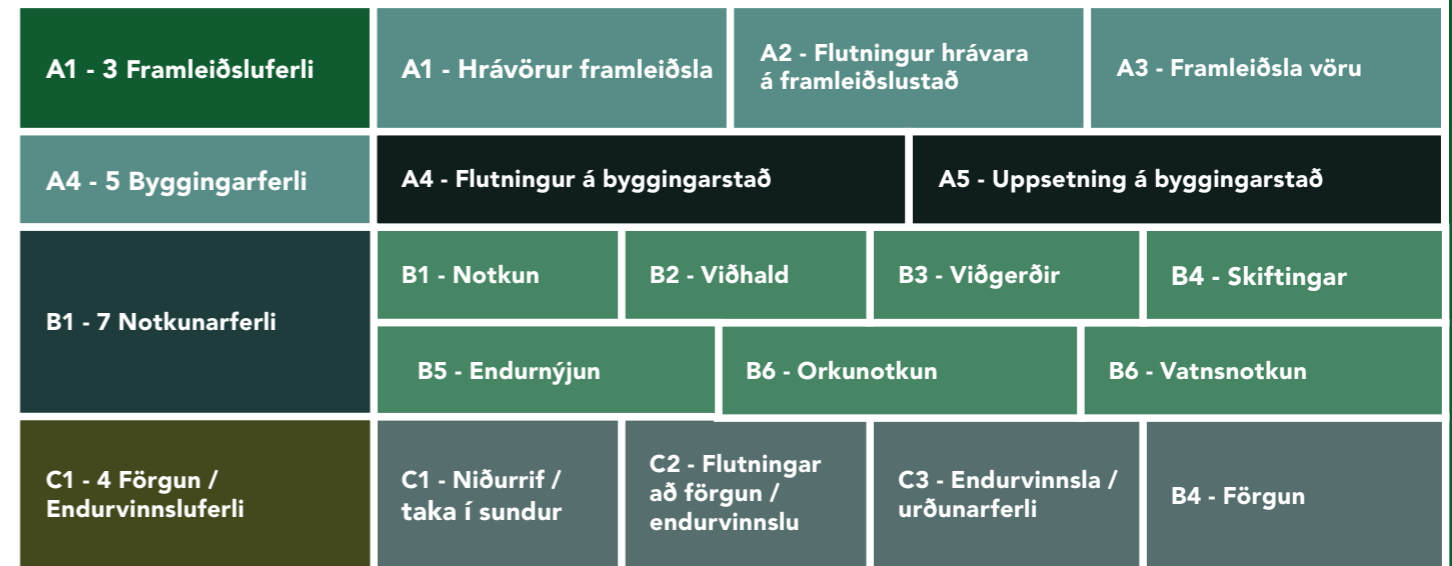 A1 - 3 Framleiðsluferli
A1 - Hrávörur framleiðsla
A2 - Flutningur hrávara
á framleiðslustað
A3 - Framleiðsla vöru
A4 - 5 Byggingarferli
A4 - Flutningur á byggingarstað
A5 - Uppsetning á byggingarstað
B1 - 7 Notkunarferli
B1 - Notkun
B2 - Viðhald
B3 - Viðgerðir
B4 - Skiftingar
B5 - Endurnýjun
B6 - Orkunotkun
B6 - Vatnsnotkun
C1 - 4 Förgun /
Endurvinnsluferli
C1 - Niðurrif /
taka í sundur
C2 - Flutningar
að förgun /
endurvinnslu
C3 - Endurvinnsla /
urðunarferli
B4 - Förgun